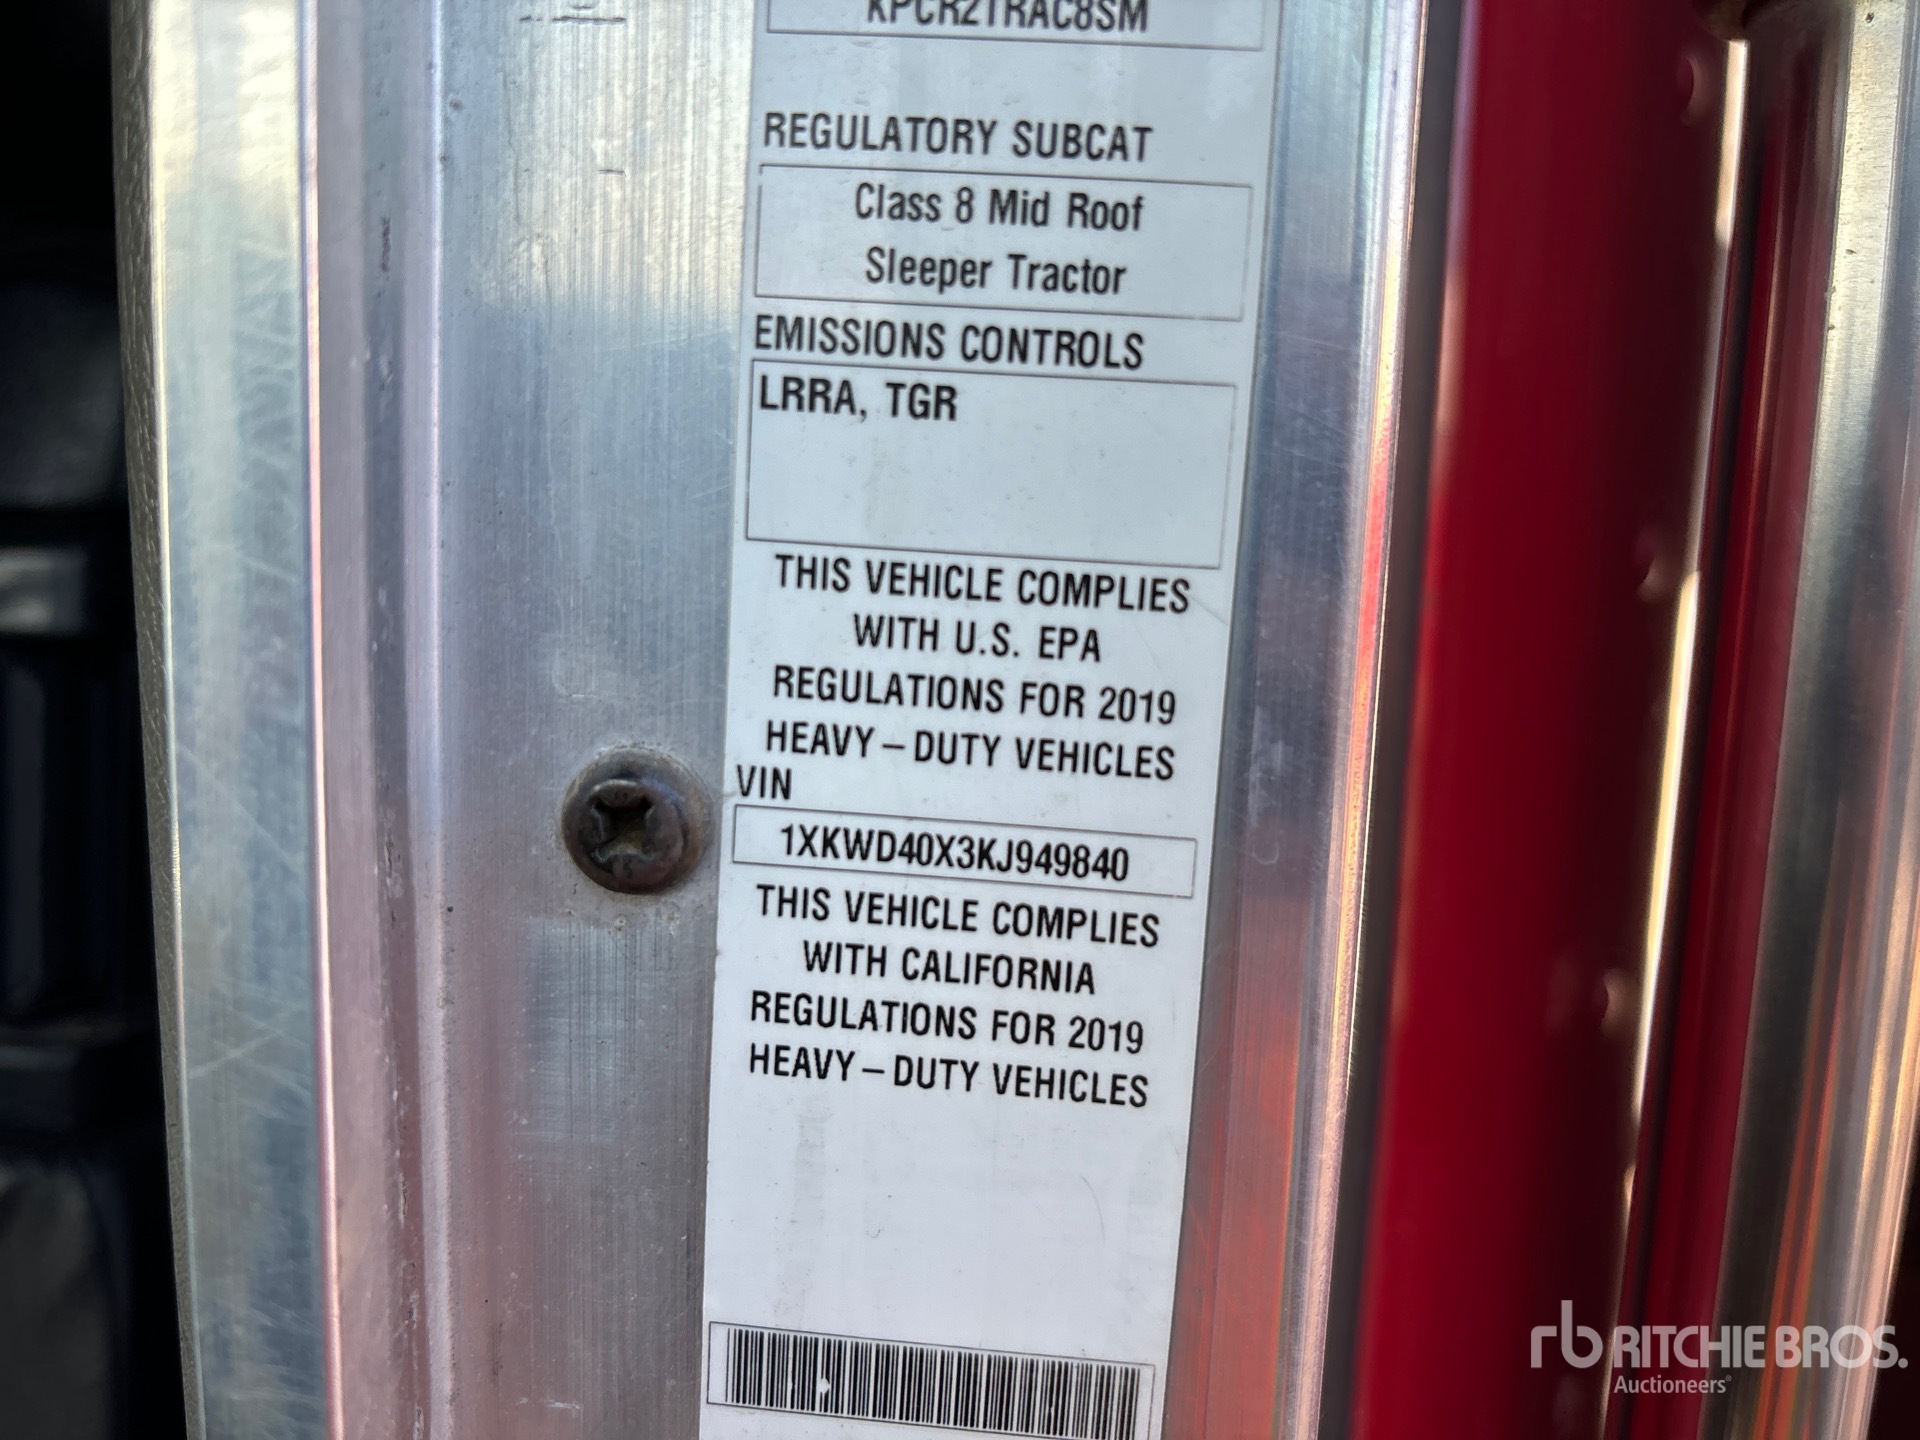 KPCR2TRAC8SM
REGULATORY SUBCAT
Class 8 Mid Roof
Sleeper Tractor
EMISSIONS CONTROLS
LRRA, TGR
THIS VEHICLE COMPLIES
WITH U.S. EPA
REGULATIONS FOR 2019
HEAVY–DUTY VEHICLES
VIN
1XKWD40X3KJ949840
THIS VEHICLE COMPLIES
WITH CALIFORNIA
REGULATIONS FOR 2019
HEAVY–DUTY VEHICLES
rb RITCHIE BROS.
Auctioneers